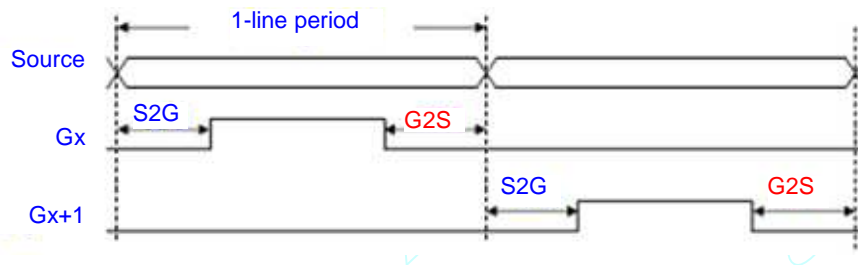 1-line period
Source
S2G
G2S
Gx
S2G
G2S
Gx+1